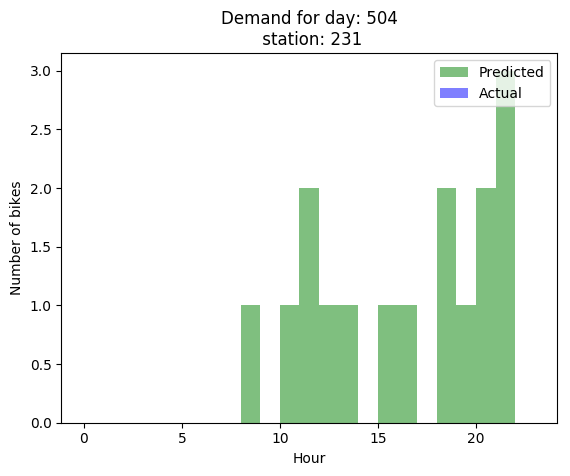 Demand for day: 504
station: 231
Predicted
Actual
3.0
2.5
2.0
1.5
1.0
0.5
0.0
Number of bikes
0
5
10
15
20
Hour